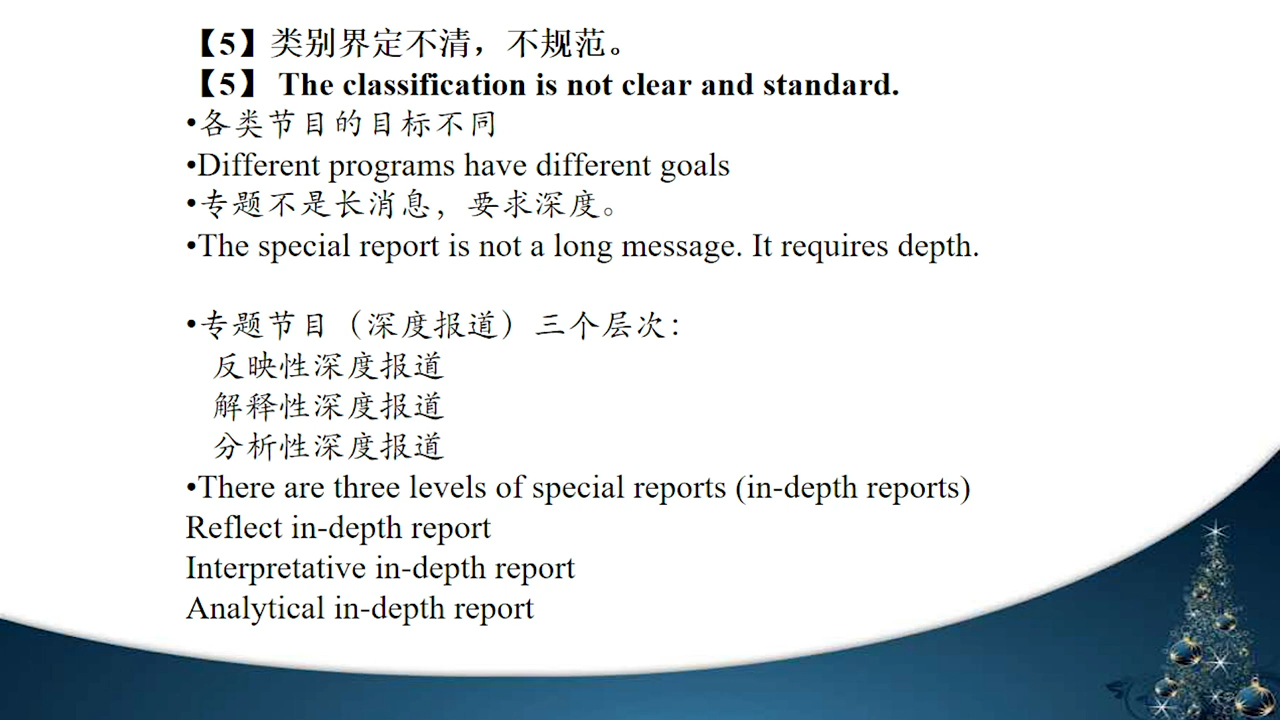 【5】类别界定不清，不规范。
【5】 The classification is not clear and standard.
•各类节目的目标不同
•Different programs have different goals
•专题不是长消息，要求深度。
•The special report is not a long message. It requires depth.
•专题节目（深度报道）三个层次：
反映性深度报道
解释性深度报道
分析性深度报道
•There are three levels of special reports (in-depth reports)
Reflect in-depth report
Interpretative in-depth report
Analytical in-depth report